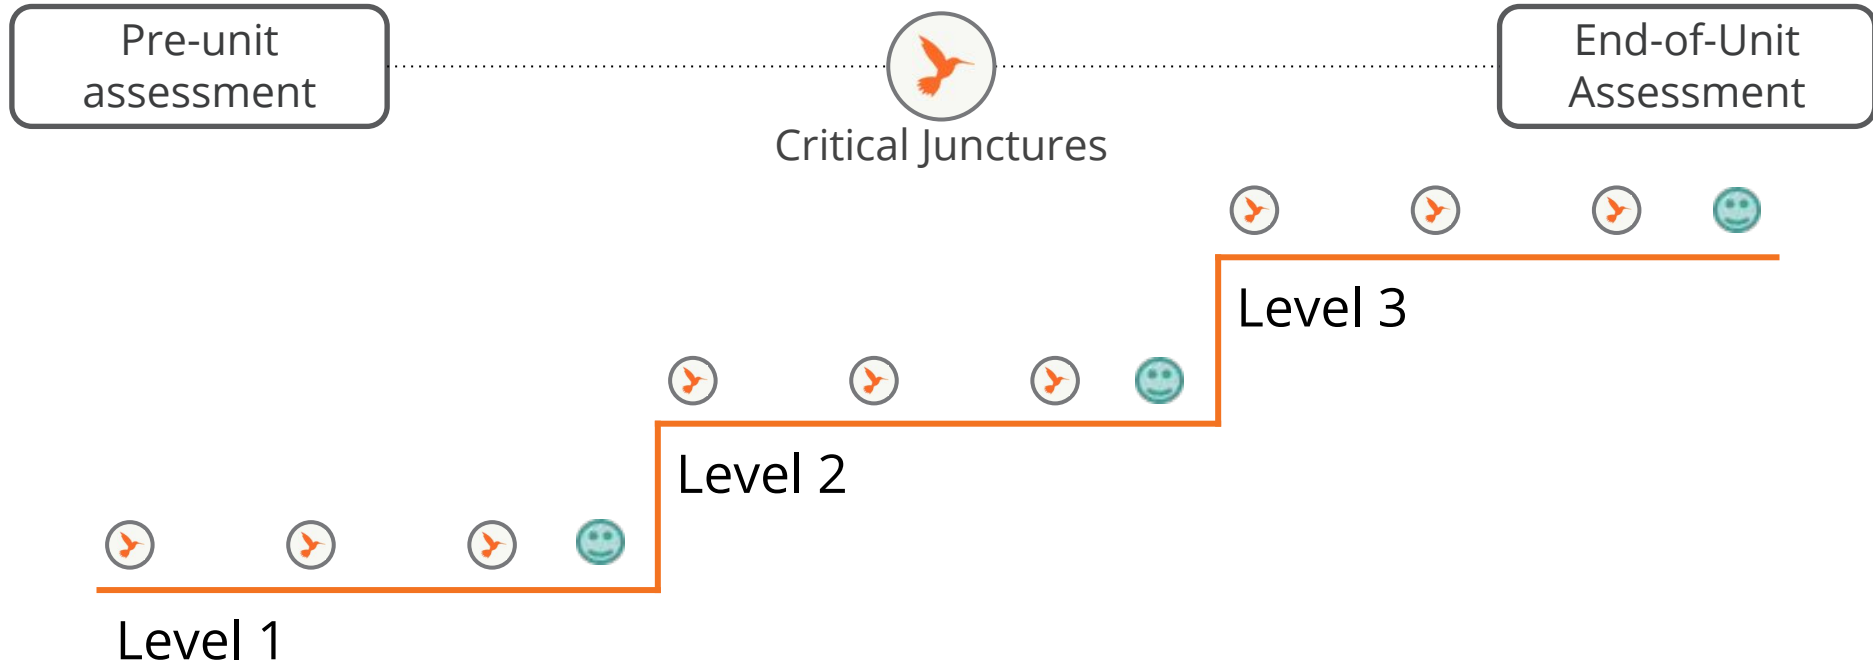 Pre-unit
assessment
End-of-Unit
Assessment
Critical Junctures
Level 3
Level 2
Level 1